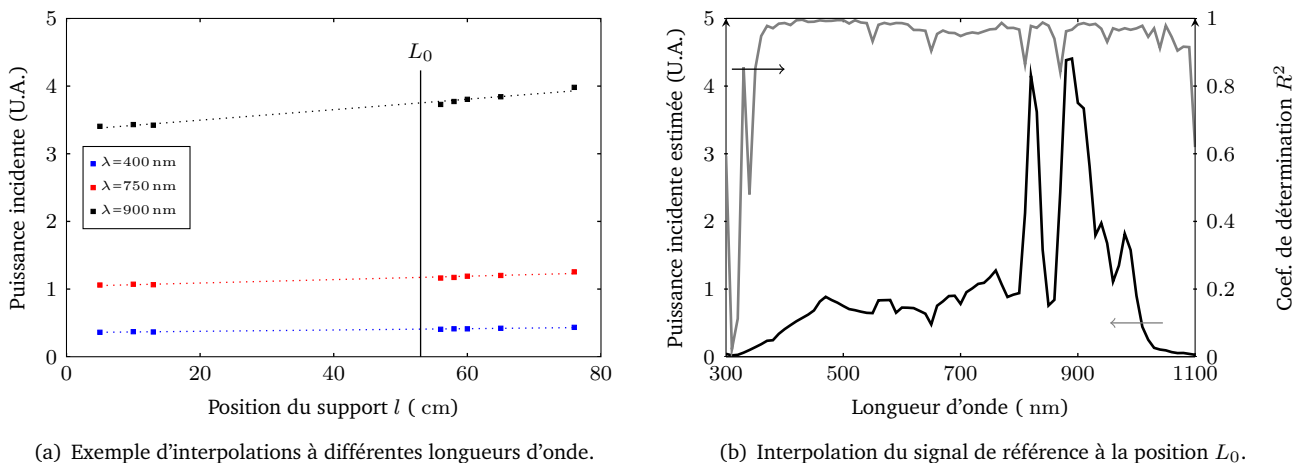 5
4
3
2
1
0
0
20
40
60
80
Puissance incidente (U.A.)
Position du support l ( cm)
L0
λ=400 nm
λ=750 nm
λ=900 nm
(a) Exemple d'interpolations à différentes longueurs d'onde.
5
4
3
2
1
0
300
500
700
900
1100
1
0.8
0.6
0.4
0.2
0
Puissance incidente estimée (U.A.)
Coef. de détermination R²
Longueur d'onde ( nm)
(b) Interpolation du signal de référence à la position L0.